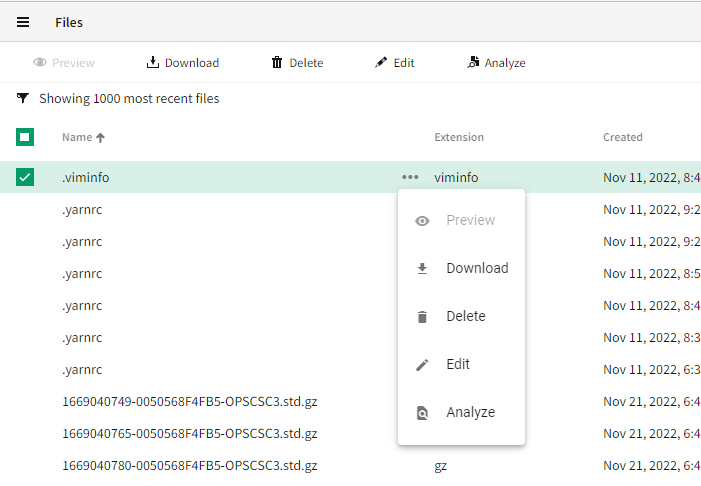 Files
Preview Download Delete Edit Analyze
Showing 1000 most recent files
Name Extension Created
.viminfo viminfo Nov 11, 2022, 8:4
.yarnrc Nov 11, 2022, 9:2
.yarnrc Nov 11, 2022, 9:2
.yarnrc Nov 11, 2022, 8:5
.yarnrc Nov 11, 2022, 8:4
.yarnrc Nov 11, 2022, 8:3
.yarnrc Nov 11, 2022, 6:3
1669040749-0050568F4FB5-OPSCSC3.std.gz Nov 21, 2022, 6:4
1669040765-0050568F4FB5-OPSCSC3.std.gz Nov 21, 2022, 6:4
1669040780-0050568F4FB5-OPSCSC3.std.gz gz Nov 21, 2022, 6:4
Preview
Download
Delete
Edit
Analyze